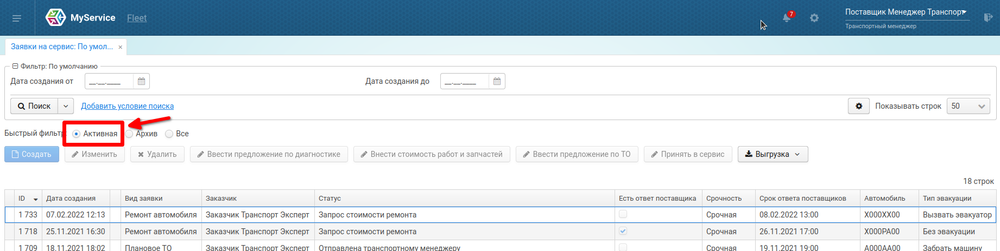 MyService Fleet 7 Поставщик Менеджер Транспорт
Транспортный менеджер
Заявки на сервис: По умол... ×
Фильтр: По умолчанию
Дата создания от __.__.____ Дата создания до __.__.____
Поиск Добавить условие поиска Показывать строк 50
Быстрый фильтр: Активная Архив Все
Создать Изменить Удалить Ввести предложение по диагностике Внести стоимость работ и запчастей Ввести предложение по ТО Принять в сервис Выгрузка
18 строк
ID Дата создания Вид заявки Заказчик Статус Есть ответ поставщика Срочность Срок ответа поставщиков Автомобиль Тип эвакуации
1 733 07.02.2022 12:13 Ремонт автомобиля Заказчик Транспорт Эксперт Запрос стоимости ремонта Срочная 08.02.2022 13:00 Х000ХХ00 Вызвать эвакуатор
1 718 25.11.2021 16:30 Ремонт автомобиля Заказчик Транспорт Эксперт Запрос стоимости ремонта Срочная 26.11.2021 17:00 Х000РА00 Без эвакуации
1 709 18.11.2021 18:02 Плановое ТО Заказчик Транспорт Эксперт Отправлена транспортному менеджеру Срочная 19.11.2021 19:00 А000АА00 Забрать машину